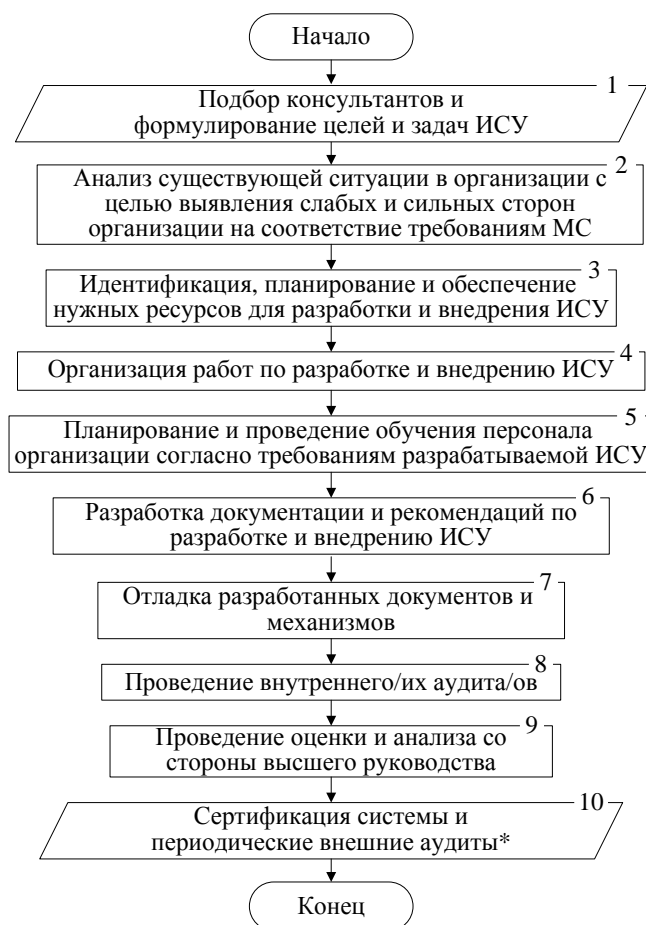 Начало
1
Подбор консультантов и
формулирование целей и задач ИСУ
2
Анализ существующей ситуации в организации с
целью выявления слабых и сильных сторон
организации на соответствие требованиям МС
3
Идентификация, планирование и обеспечение
нужных ресурсов для разработки и внедрения ИСУ
4
Организация работ по разработке и внедрению ИСУ
5
Планирование и проведение обучения персонала
организации согласно требованиям разрабатываемой ИСУ
6
Разработка документации и рекомендаций по
разработке и внедрению ИСУ
7
Отладка разработанных документов и
механизмов
8
Проведение внутреннего/их аудита/ов
9
Проведение оценки и анализа со
стороны высшего руководства
10
Сертификация системы и
периодические внешние аудиты*
Конец